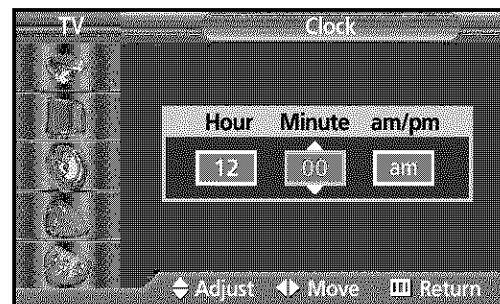 TV Clock
Hour Minute am/pm
12 00 am
Adjust Move Return